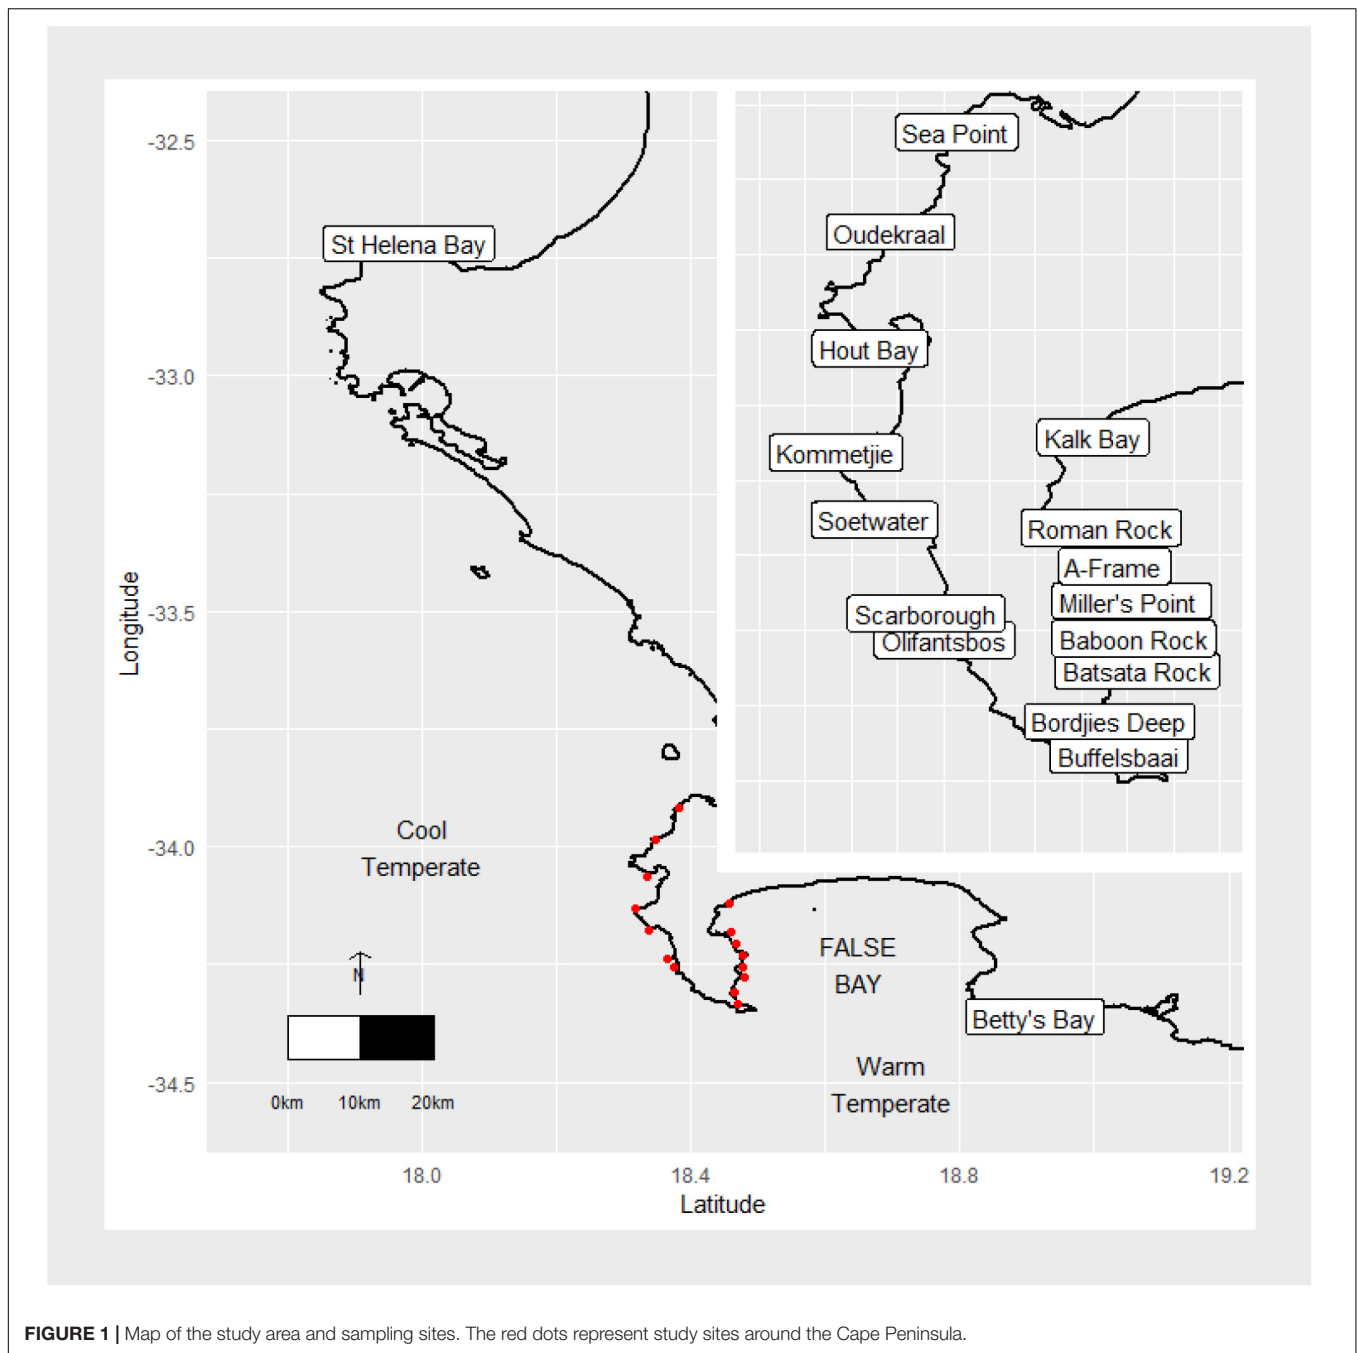 -32.5
-33.0
-33.5
-34.0
-34.5
Longitude
St Helena Bay
Sea Point
Oudekraal
Hout Bay
Kommetjie
Soetwater
Scarborough
Olifantsbos
Kalk Bay
Roman Rock
A-Frame
Miller's Point
Baboon Rock
Batsata Rock
Bordjies Deep
Buffelsbaai
Cool
Temperate
FALSE
BAY
Betty's Bay
Warm
Temperate
N
0km 10km 20km
18.0 18.4 18.8 19.2
Latitude
FIGURE 1 | Map of the study area and sampling sites. The red dots represent study sites around the Cape Peninsula.